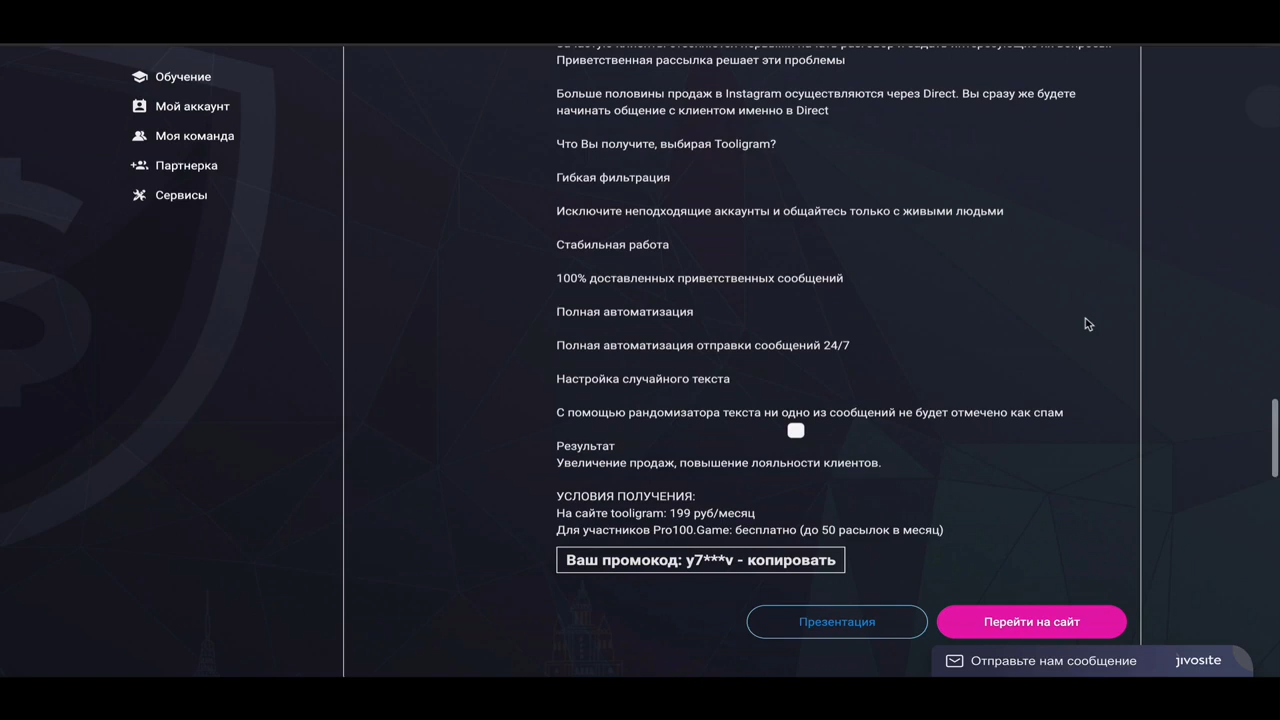 Обучение
Мой аккаунт
Моя команда
Партнерка
Сервисы
Приветственная рассылка решает эти проблемы
Больше половины продаж в Instagram осуществляются через Direct. Вы сразу же будете
начинать общение с клиентом именно в Direct
Что Вы получите, выбирая Tooligram?
Гибкая фильтрация
Исключите неподходящие аккаунты и общайтесь только с живыми людьми
Стабильная работа
100% доставленных приветственных сообщений
Полная автоматизация
Полная автоматизация отправки сообщений 24/7
Настройка случайного текста
С помощью рандомизатора текста ни одно из сообщений не будет отмечено как спам
Результат
Увеличение продаж, повышение лояльности клиентов.
УСЛОВИЯ ПОЛУЧЕНИЯ:
На сайте tooligram: 199 руб/месяц
Для участников Pro100.Game: бесплатно (до 50 расылок в месяц)
Ваш промокод: y7***v - копировать
Презентация
Перейти на сайт
Отправьте нам сообщение
jivosite